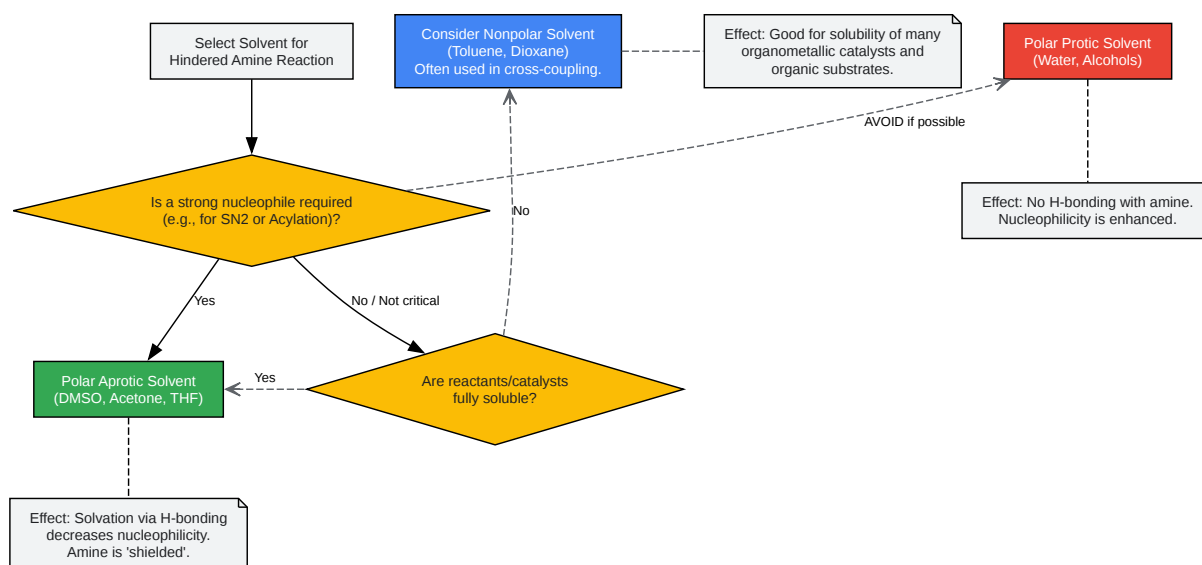 Select Solvent for
Hindered Amine Reaction
Consider Nonpolar Solvent
(Toluene, Dioxane)
Often used in cross-coupling.
Effect: Good for solubility of many
organometallic catalysts and
organic substrates.
Polar Protic Solvent
(Water, Alcohols)
AVOID if possible
Is a strong nucleophile required
(e.g., for SN2 or Acylation)?
No
Effect: No H-bonding with amine.
Nucleophilicity is enhanced.
Yes
No / Not critical
Polar Aprotic Solvent
(DMSO, Acetone, THF)
Yes
Are reactants/catalysts
fully soluble?
Effect: Solvation via H-bonding
decreases nucleophilicity.
Amine is 'shielded'.